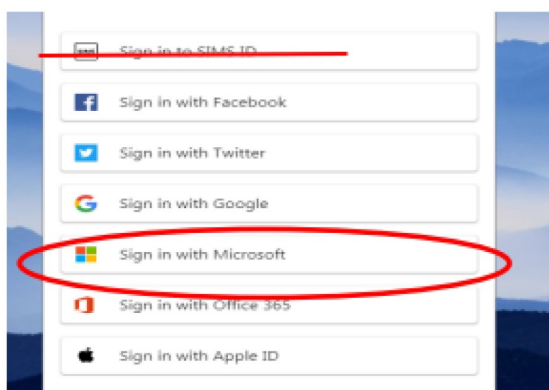 Sign in to SIMS ID
Sign in with Facebook
Sign in with Twitter
Sign in with Google
Sign in with Microsoft
Sign in with Office 365
Sign in with Apple ID